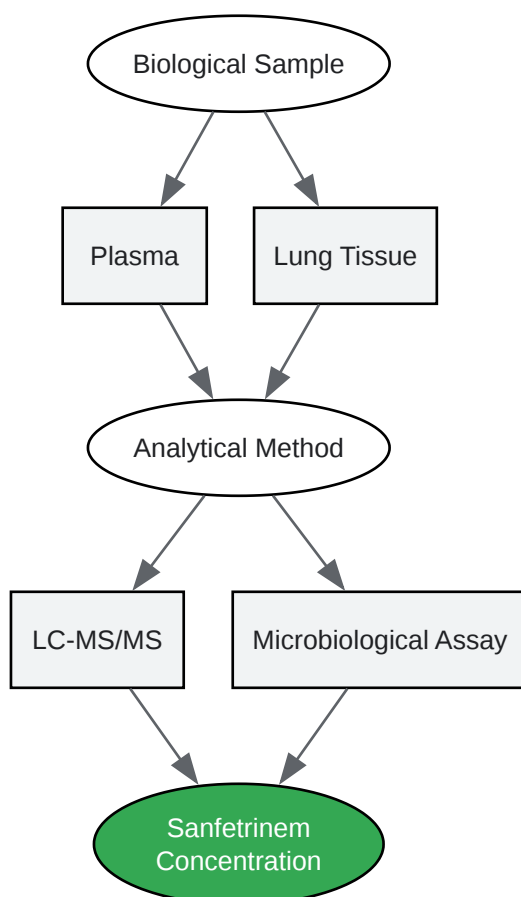 Biological Sample
Plasma
Lung Tissue
Analytical Method
LC-MS/MS
Microbiological Assay
Sanfetrinem
Concentration